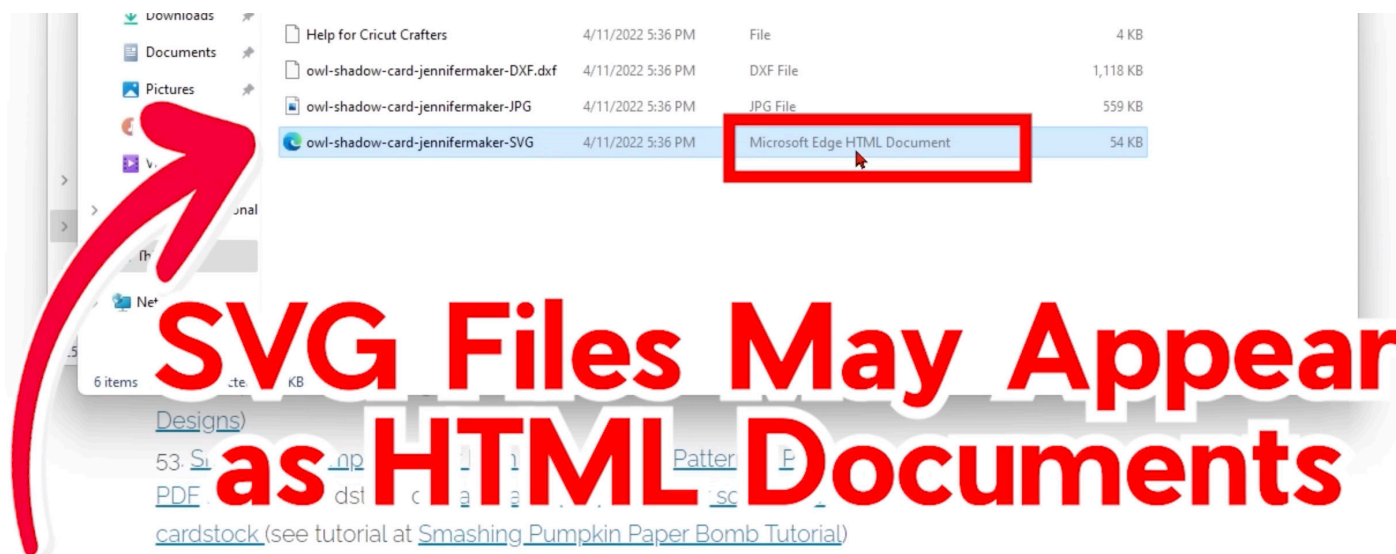 Downloads
Help for Cricut Crafters 4/11/2022 5:36 PM File 4 KB
Documents
owl-shadow-card-jennifermaker-DXF.dxf 4/11/2022 5:36 PM DXF File 1,118 KB
Pictures
owl-shadow-card-jennifermaker-JPG 4/11/2022 5:36 PM JPG File 559 KB
owl-shadow-card-jennifermaker-SVG 4/11/2022 5:36 PM Microsoft Edge HTML Document 54 KB
SVG Files May Appear
6 items KB
Designs)
as HTML Documents
53.
PDF
cardstock (see tutorial at Smashing Pumpkin Paper Bomb Tutorial)